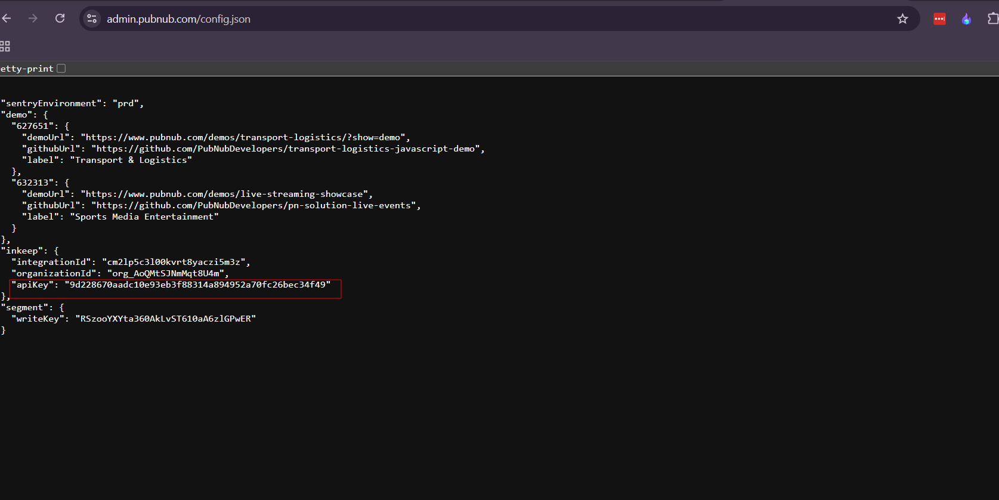 admin.pubnub.com/config.json
etty-print
"sentryEnvironment": "prd",
"demo": {
"627651": {
"demoUrl": "https://www.pubnub.com/demos/transport-logistics/?show=demo",
"githubUrl": "https://github.com/PubNubDevelopers/transport-logistics-javascript-demo",
"label": "Transport & Logistics"
},
"632313": {
"demoUrl": "https://www.pubnub.com/demos/live-streaming-showcase",
"githubUrl": "https://github.com/PubNubDevelopers/pn-solution-live-events",
"label": "Sports Media Entertainment"
}
},
"inkeep": {
"integrationId": "cm2lp5c3l00kvrt8yaczi5m3z",
"organizationId": "org_AoQMtSJNmMqt8U4m",
"apiKey": "9d228670aadc10e93eb3f88314a894952a70fc26bec34f49"
},
"segment": {
"writeKey": "RSzooYXYta360AkLvST610aA6zlGPwER"
}